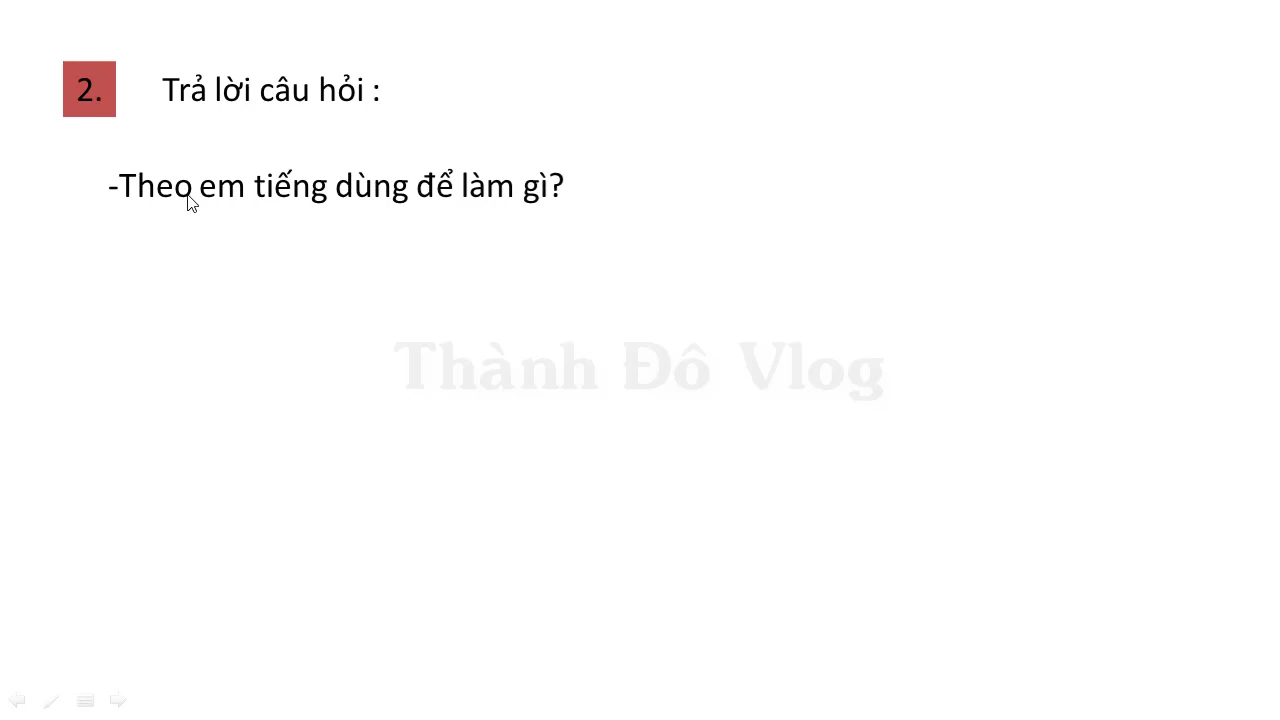 2. Trả lời câu hỏi :
-Theo em tiếng dùng để làm gì?
Thành Đô Vlog